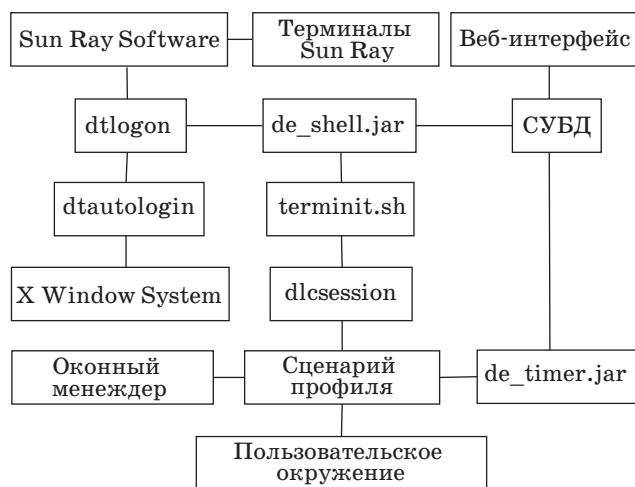 Sun Ray Software
Терминалы
Sun Ray
Веб-интерфейс
dtlogon
de_shell.jar
СУБД
dtautologin
terminit.sh
X Window System
dlcsession
Оконный
менеждер
Сценарий
профиля
de_timer.jar
Пользовательское
окружение